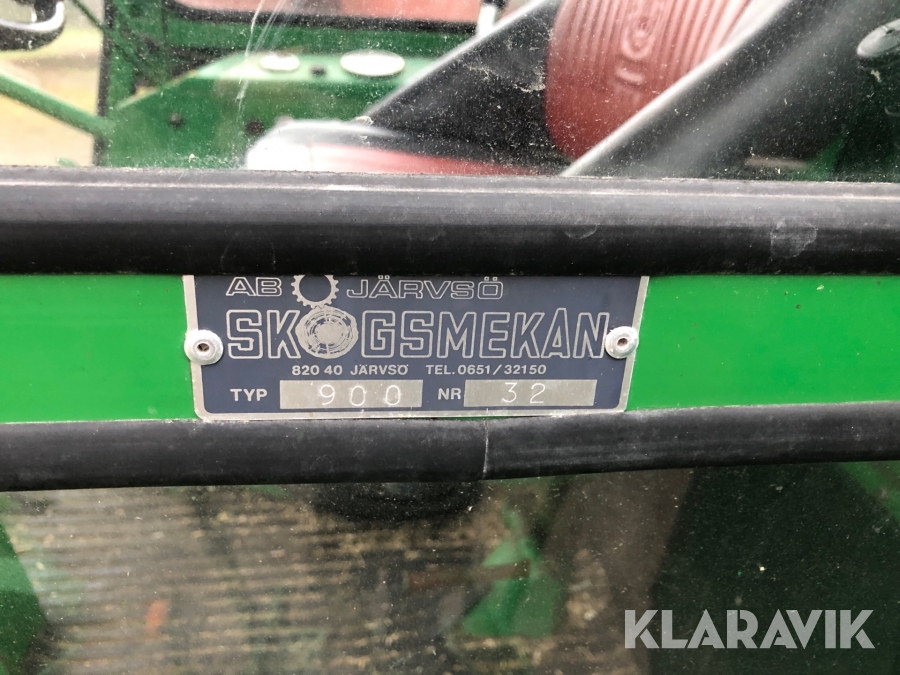 AB JÄRVSÖ
SKOGSMEKAN
820 40 JÄRVSÖ TEL.0651/32150
TYP 900 NR 32
KLARAVIK